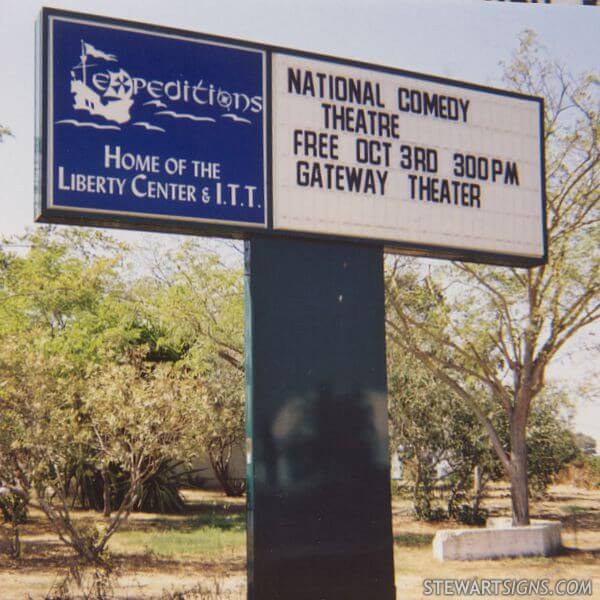 Expeditions
Home of the
Liberty Center & I.T.T.
NATIONAL COMEDY
THEATRE
FREE OCT 3RD 300PM
GATEWAY THEATER
STEWARTSIGNS.COM